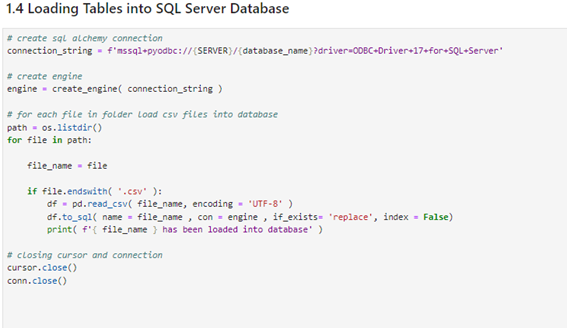 1.4 Loading Tables into SQL Server Database
# create sql alchemy connection
connection_string = f'mssql+pyodbc://{SERVER}/{database_name}?driver=ODBC+Driver+17+for+SQL+Server'
# create engine
engine = create_engine( connection_string )
# for each file in folder load csv files into database
path = os.listdir()
for file in path:
file_name = file
if file.endswith( '.csv' ):
df = pd.read_csv( file_name, encoding = 'UTF-8' )
df.to_sql( name = file_name , con = engine , if_exists= 'replace', index = False)
print( f'{ file_name } has been loaded into database' )
# closing cursor and connection
cursor.close()
conn.close()